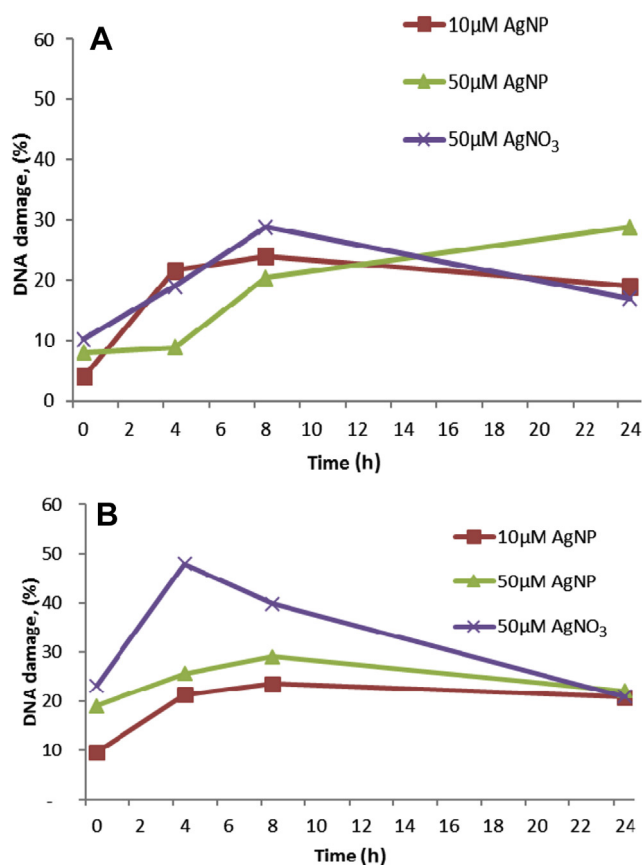 A
10µM AgNP
50µM AgNP
50µM AgNO3
DNA damage, (%)
60
50
40
30
20
10
0
0 2 4 6 8 10 12 14 16 18 20 22 24
Time (h)
B
10µM AgNP
50µM AgNP
50µM AgNO3
DNA damage, (%)
60
50
40
30
20
10
-
0 2 4 6 8 10 12 14 16 18 20 22 24
Time (h)